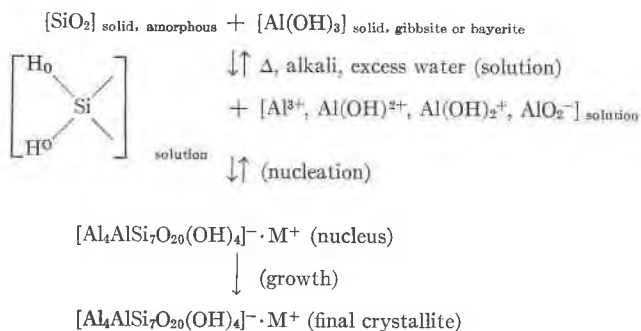 [SiO₂] solid, amorphous + [Al(OH)₃] solid, gibbsite or bayerite
↓↑ Δ, alkali, excess water (solution)
[HO Si HO] solution + [Al³⁺, Al(OH)²⁺, Al(OH)₂⁺, AlO₂⁻] solution
↓↑ (nucleation)
[Al₄AlSi₇O₂₀(OH)₄]⁻·M⁺ (nucleus)
↓ (growth)
[Al₄AlSi₇O₂₀(OH)₄]⁻·M⁺ (final crystallite)